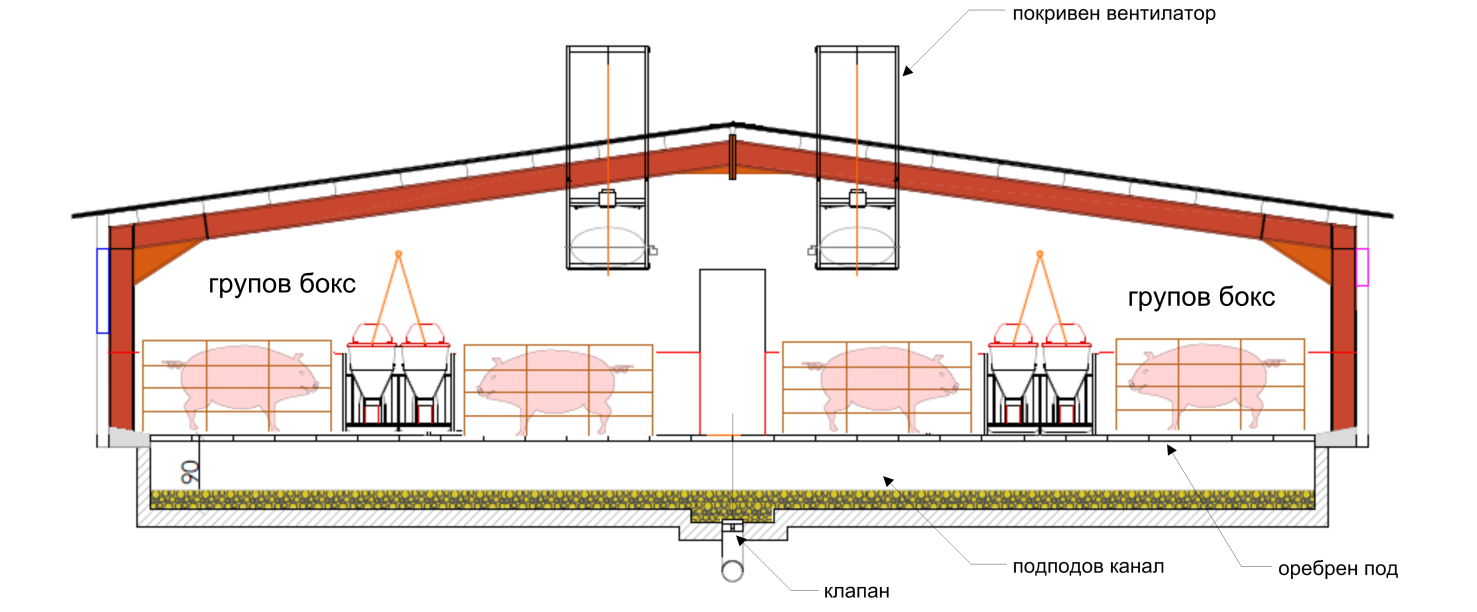 покривен вентилатор
групов бокс
групов бокс
90
подподов канал
оребрен под
клапан